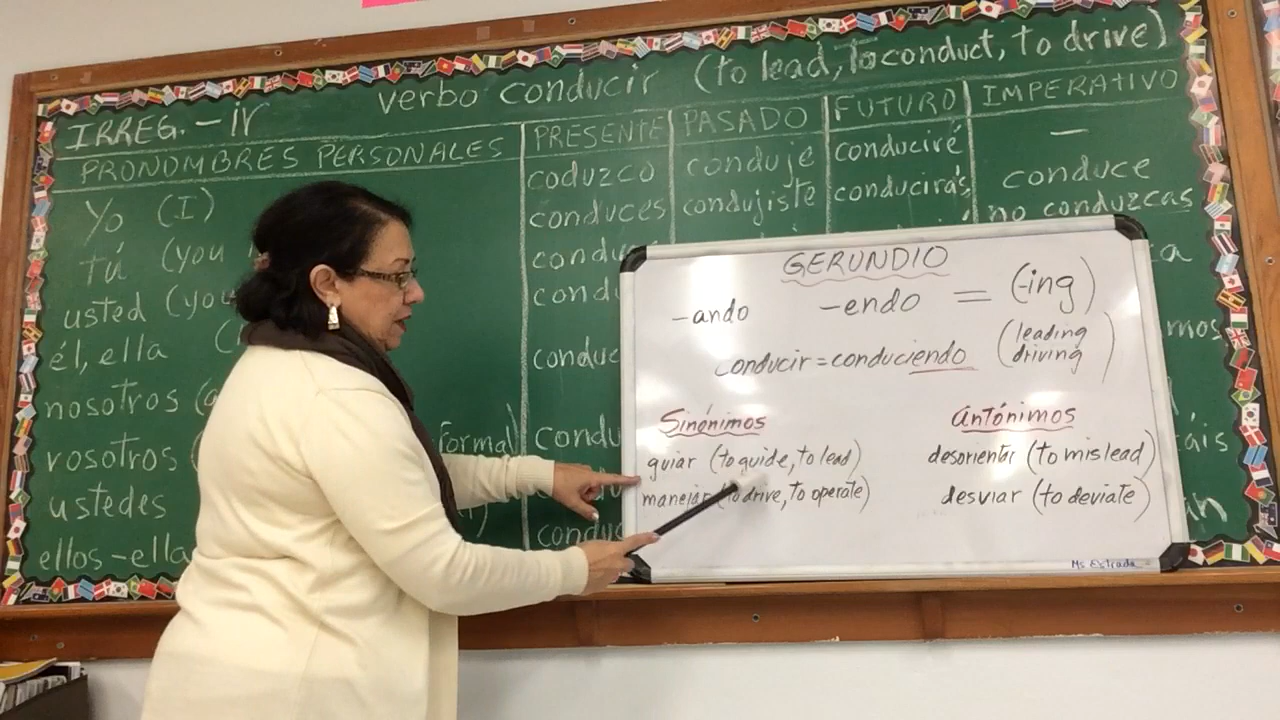 verbo conducir (to lead, to conduct, to drive)
IRREG. -ir
PRONOMBRES PERSONALES PRESENTE PASADO FUTURO IMPERATIVO
Yo (I) coduzco conduje conduciré —
tú (you conduces condujiste conducirás conduce
no conduzcas
usted (you
él, ella
nosotros
vosotros formal)
ustedes
ellos-ella
GERUNDIO
-ando -endo = (-ing)
conducir = conduciendo (leading
driving)
Sinónimos
guiar (to guide, to lead)
manejar (to drive, to operate)
Antónimos
desorientar (to mislead)
desviar (to deviate)
Ms Estrada